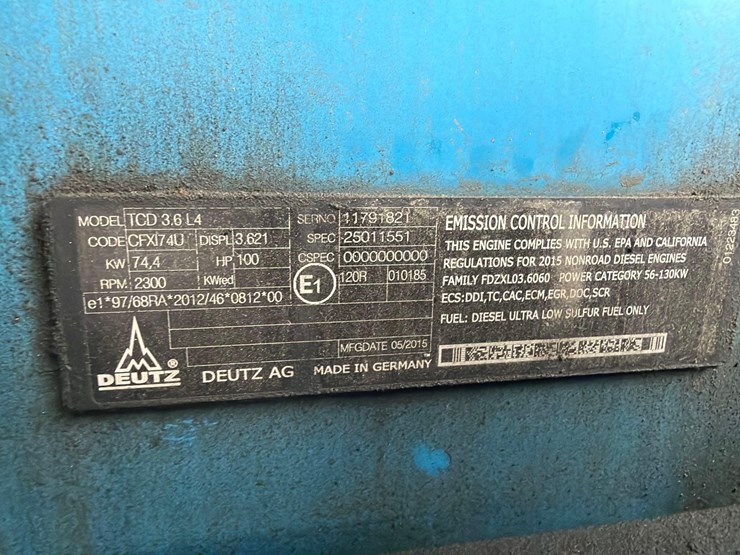 MODEL TCD 3.6 L4
CODE CFXI74U DISPL 3.621
KW 74,4 HP 100
RPM 2300 KWred
e1*97/68RA*2012/46*0812*00
SERNO 11791821
SPEC 25011551
CSPEC 0000000000
E1 120R 010185
MFGDATE 05/2015
DEUTZ ® DEUTZ AG MADE IN GERMANY
EMISSION CONTROL INFORMATION
THIS ENGINE COMPLIES WITH U.S. EPA AND CALIFORNIA
REGULATIONS FOR 2015 NONROAD DIESEL ENGINES
FAMILY FDZXL03.6060 POWER CATEGORY 56-130KW
ECS:DDI,TC,CAC,ECM,EGR,DOC,SCR
FUEL: DIESEL ULTRA LOW SULFUR FUEL ONLY
01223483